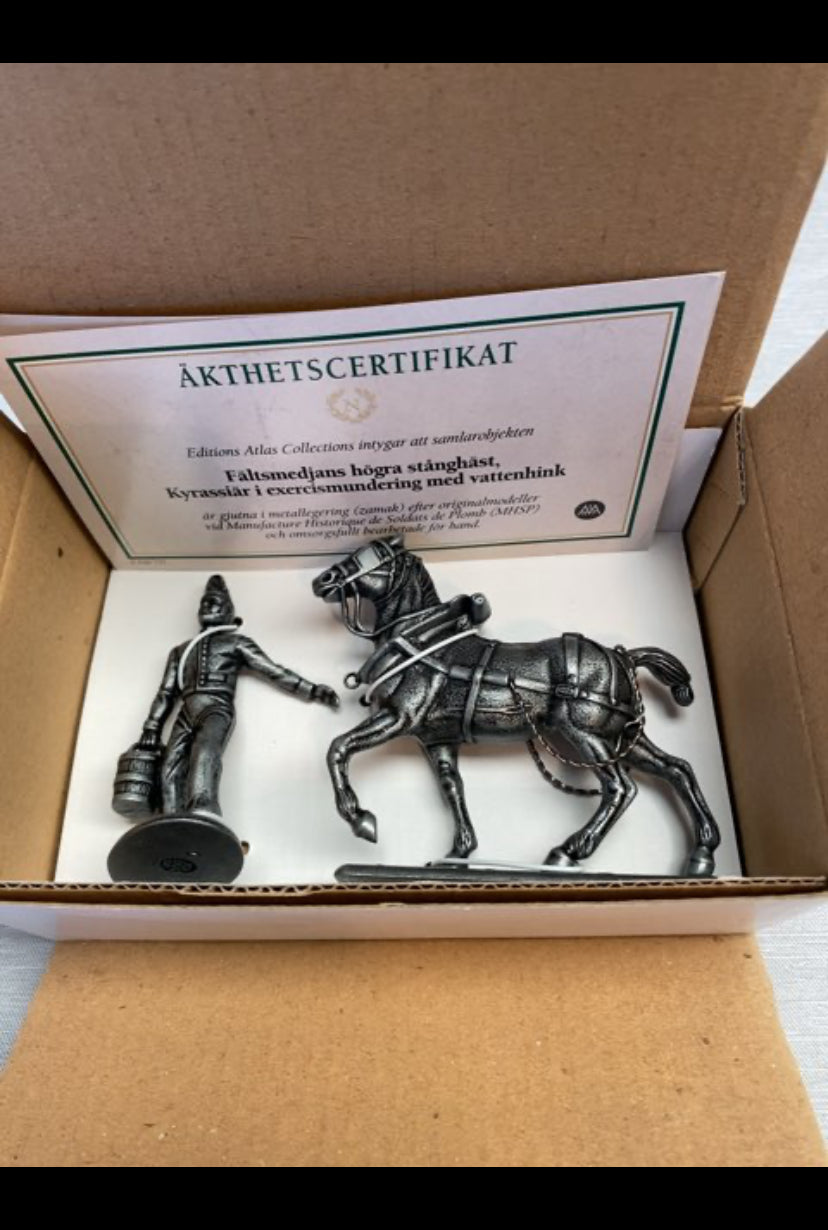 ÄKTHETSCERTIFIKAT
N
Editions Atlas Collections intygar att samlarobjekten
Fältsmedjans högra stånghäst,
Kyrassiär i exercismundering med vattenhink
är gjutna i metallegering (zamak) efter originalmodeller
vid Manufacture Historique de Soldats de Plomb (MHSP)
och omsorgsfullt bearbetade för hand.